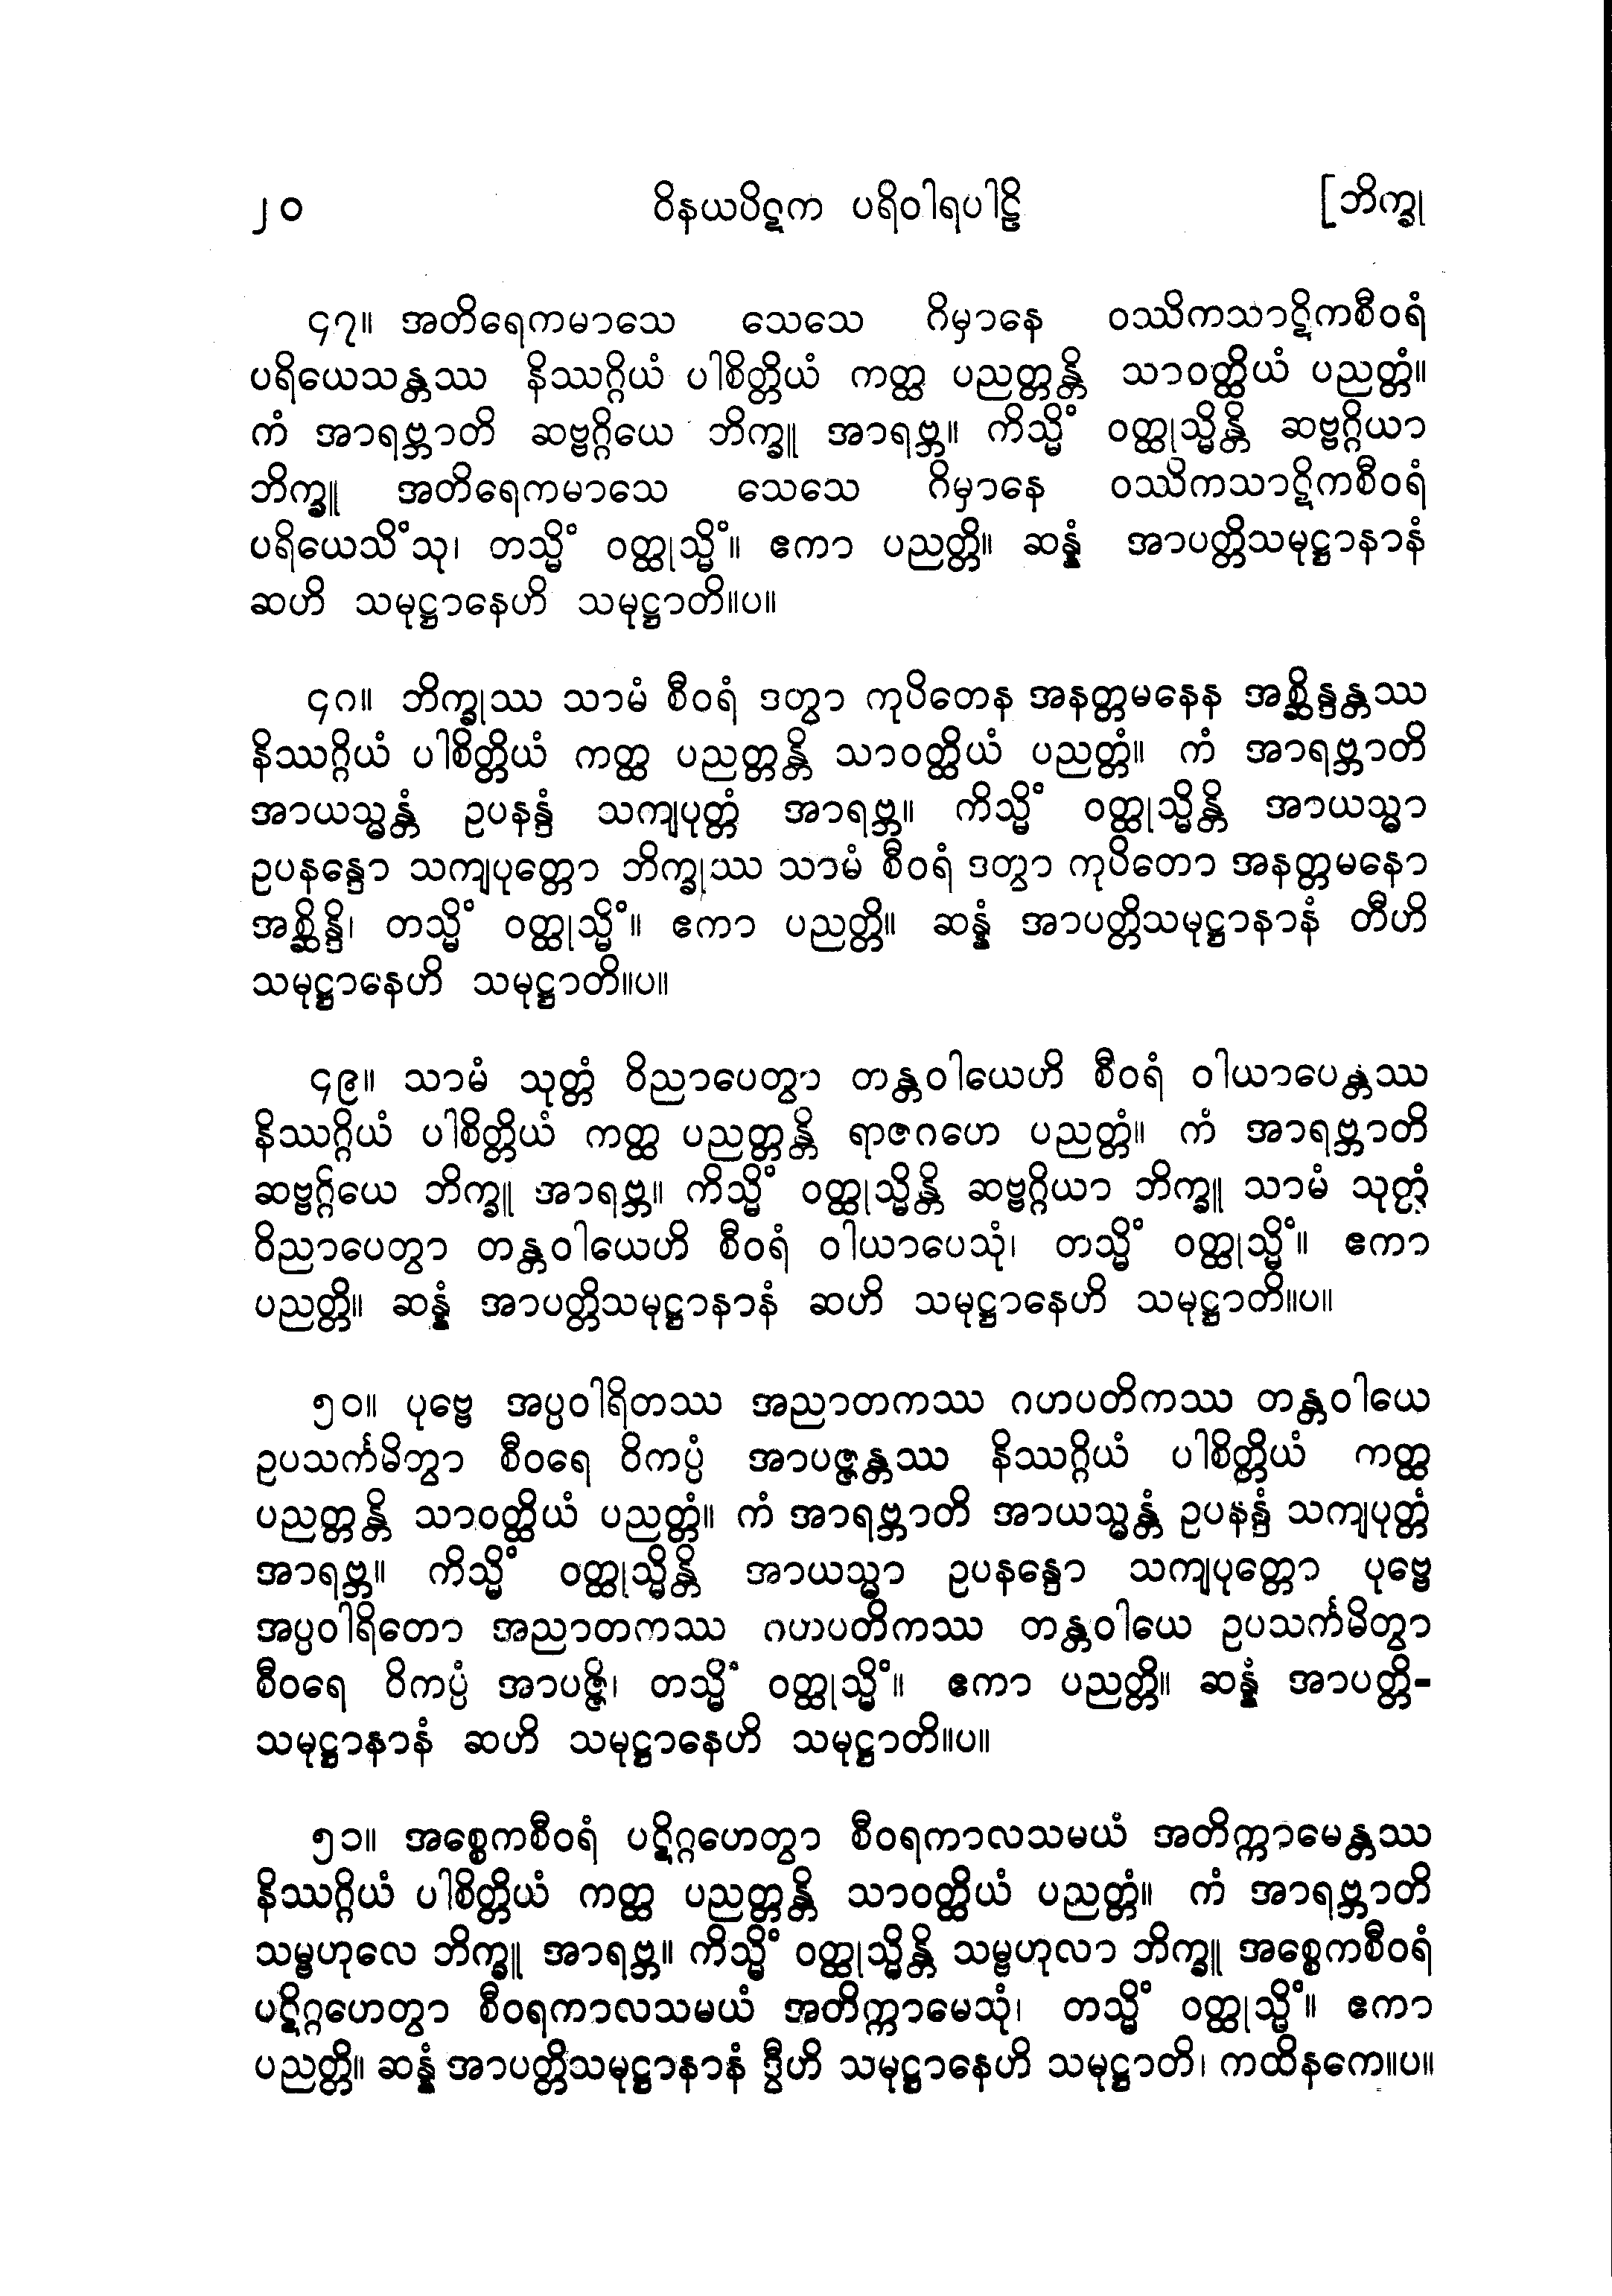 ၂၀ ဝိနယပိဋက ပရိဝါရပါဠိ [ဘိက္ခု
၄၇။ အတိရေကမာသေ သေသေ ဂိမှာနေ ဝဿိကသာဋိကစီဝရံ
ပရိယေသန္တဿ နိဿဂ္ဂိယံ ပါစိတ္တိယံ ကတ္ထ ပညတ္တန္တိ သာဝတ္ထိယံ ပညတ္တံ။
ကံ အာရဗ္ဘာတိ ဆဗ္ဗဂ္ဂိယေ ဘိက္ခူ အာရဗ္ဘ။ ကိသ္မိံ ဝတ္ထုသ္မိန္တိ ဆဗ္ဗဂ္ဂိယာ
ဘိက္ခူ အတိရေကမာသေ သေသေ ဂိမှာနေ ဝဿိကသာဋိကစီဝရံ
ပရိယေသိံသု၊ တသ္မိံ ဝတ္ထုသ္မိံ။ ဧကာ ပညတ္တိ။ ဆန္နံ အာပတ္တိသမုဋ္ဌာနာနံ
ဆဟိ သမုဋ္ဌာနေဟိ သမုဋ္ဌာတိ။ပ။
၄၈။ ဘိက္ခုဿ သာမံ စီဝရံ ဒတွာ ကုပိတေန အနတ္တမနေန အစ္ဆိန္ဒန္တဿ
နိဿဂ္ဂိယံ ပါစိတ္တိယံ ကတ္ထ ပညတ္တန္တိ သာဝတ္ထိယံ ပညတ္တံ။ ကံ အာရဗ္ဘာတိ
အာယသ္မန္တံ ဥပနန္ဒံ သကျပုတ္တံ အာရဗ္ဘ။ ကိသ္မိံ ဝတ္ထုသ္မိန္တိ အာယသ္မာ
ဥပနန္ဒော သကျပုတ္တော ဘိက္ခုဿ သာမံ စီဝရံ ဒတွာ ကုပိတော အနတ္တမနော
အစ္ဆိန္ဒိ၊ တသ္မိံ ဝတ္ထုသ္မိံ။ ဧကာ ပညတ္တိ။ ဆန္နံ အာပတ္တိသမုဋ္ဌာနာနံ တီဟိ
သမုဋ္ဌာနေဟိ သမုဋ္ဌာတိ။ပ။
၄၉။ သာမံ သုတ္တံ ဝိညာပေတွာ တန္တဝါယေဟိ စီဝရံ ဝါယာပေန္တဿ
နိဿဂ္ဂိယံ ပါစိတ္တိယံ ကတ္ထ ပညတ္တန္တိ ရာဇဂဟေ ပညတ္တံ။ ကံ အာရဗ္ဘာတိ
ဆဗ္ဗဂ္ဂိယေ ဘိက္ခူ အာရဗ္ဘ။ ကိသ္မိံ ဝတ္ထုသ္မိန္တိ ဆဗ္ဗဂ္ဂိယာ ဘိက္ခူ သာမံ သုတ္တံ
ဝိညာပေတွာ တန္တဝါယေဟိ စီဝရံ ဝါယာပေသုံ၊ တသ္မိံ ဝတ္ထုသ္မိံ။ ဧကာ
ပညတ္တိ။ ဆန္နံ အာပတ္တိသမုဋ္ဌာနာနံ ဆဟိ သမုဋ္ဌာနေဟိ သမုဋ္ဌာတိ။ပ။
၅၀။ ပုဗ္ဗေ အပ္ပဝါရိတဿ အညာတကဿ ဂဟပတိကဿ တန္တဝါယေ
ဥပသင်္ကမိတွာ စီဝရေ ဝိကပ္ပံ အာပဇ္ဇန္တဿ နိဿဂ္ဂိယံ ပါစိတ္တိယံ ကတ္ထ
ပညတ္တန္တိ သာဝတ္ထိယံ ပညတ္တံ။ ကံ အာရဗ္ဘာတိ အာယသ္မန္တံ ဥပနန္ဒံ သကျပုတ္တံ
အာရဗ္ဘ။ ကိသ္မိံ ဝတ္ထုသ္မိန္တိ အာယသ္မာ ဥပနန္ဒော သကျပုတ္တော ပုဗ္ဗေ
အပ္ပဝါရိတော အညာတကဿ ဂဟပတိကဿ တန္တဝါယေ ဥပသင်္ကမိတွာ
စီဝရေ ဝိကပ္ပံ အာပဇ္ဇိ၊ တသ္မိံ ဝတ္ထုသ္မိံ။ ဧကာ ပညတ္တိ။ ဆန္နံ အာပတ္တိ-
သမုဋ္ဌာနာနံ ဆဟိ သမုဋ္ဌာနေဟိ သမုဋ္ဌာတိ။ပ။
၅၁။ အစ္စေကစီဝရံ ပဋိဂ္ဂဟေတွာ စီဝရကာလသမယံ အတိက္ကာမေန္တဿ
နိဿဂ္ဂိယံ ပါစိတ္တိယံ ကတ္ထ ပညတ္တန္တိ သာဝတ္ထိယံ ပညတ္တံ။ ကံ အာရဗ္ဘာတိ
သမ္ဗဟုလေ ဘိက္ခူ အာရဗ္ဘ။ ကိသ္မိံ ဝတ္ထုသ္မိန္တိ သမ္ဗဟုလာ ဘိက္ခူ အစ္စေကစီဝရံ
ပဋိဂ္ဂဟေတွာ စီဝရကာလသမယံ အတိက္ကာမေသုံ၊ တသ္မိံ ဝတ္ထုသ္မိံ။ ဧကာ
ပညတ္တိ။ ဆန္နံ အာပတ္တိသမုဋ္ဌာနာနံ ဒွီဟိ သမုဋ္ဌာနေဟိ သမုဋ္ဌာတိ၊ ကထိနကေ။ပ။